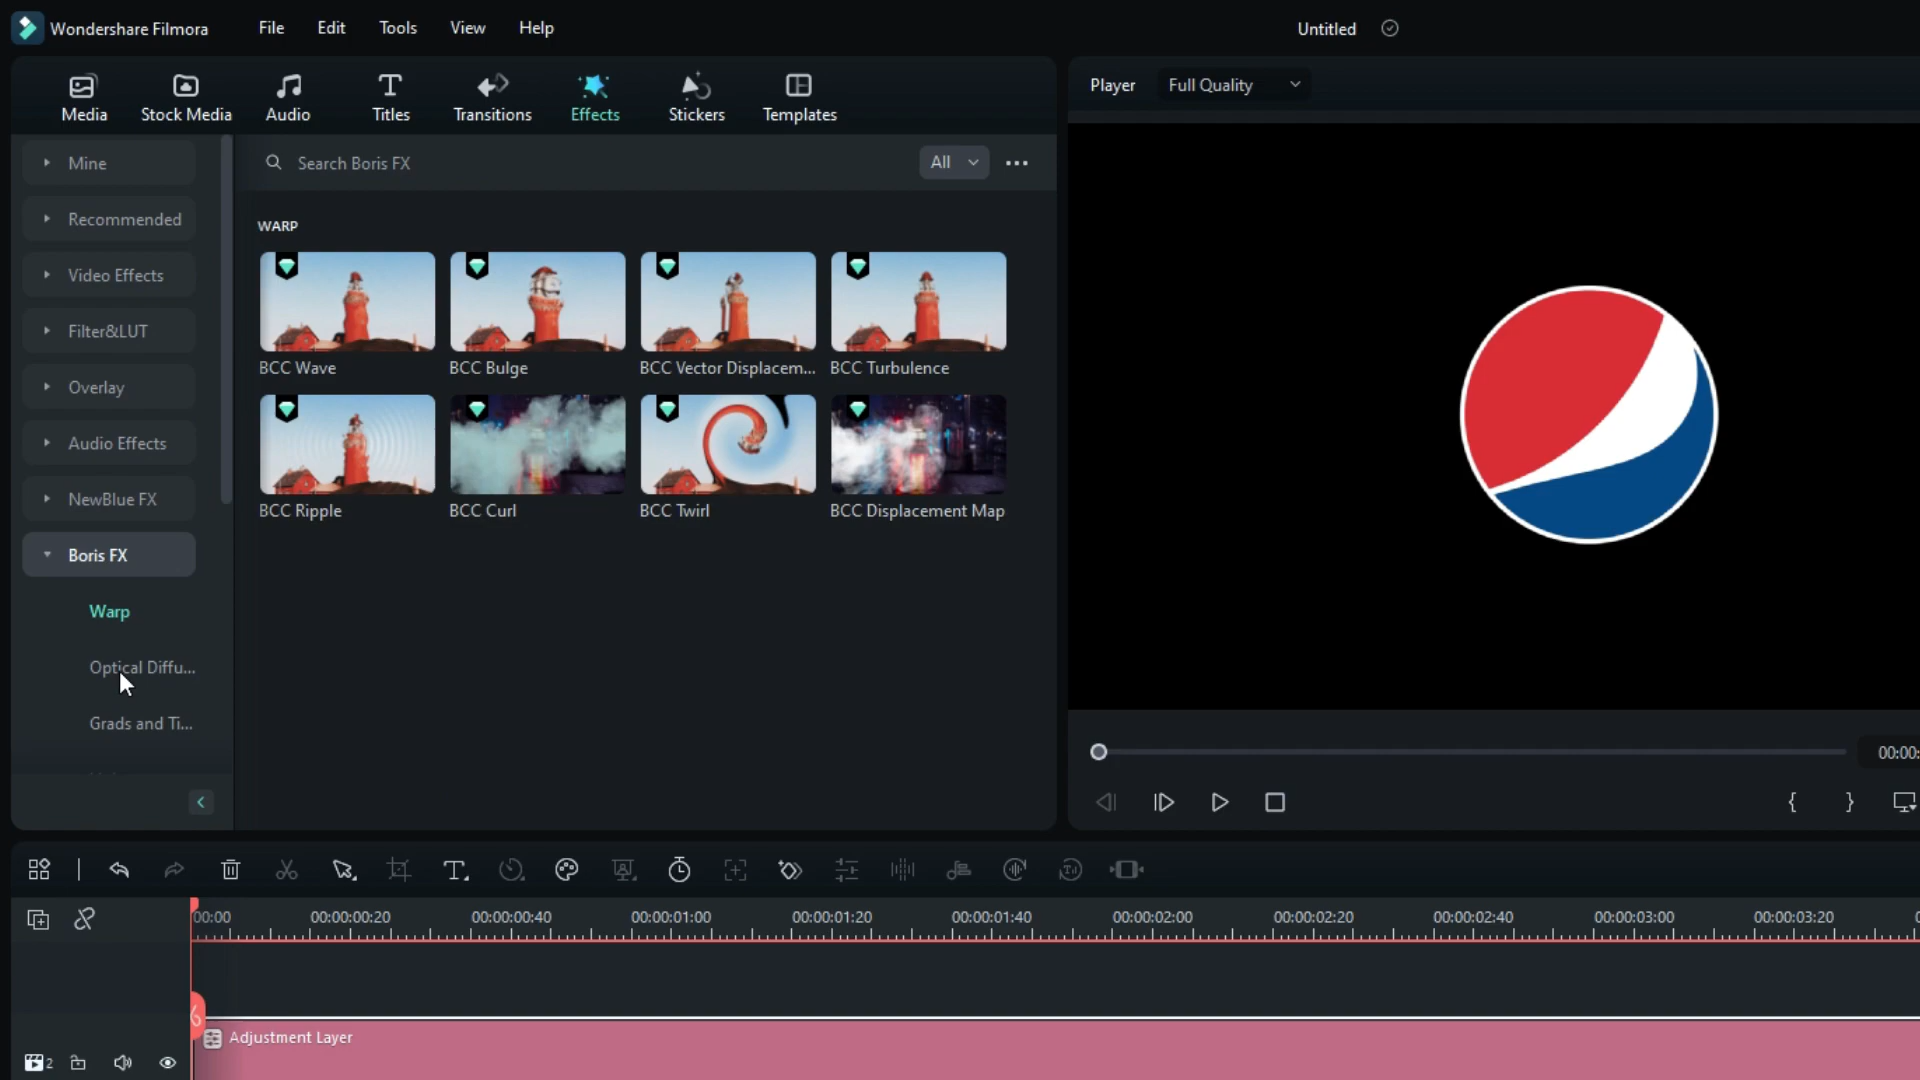 Wondershare Filmora
File
Edit
Tools
View
Help
Untitled
Media
Stock Media
Audio
Titles
Transitions
Effects
Stickers
Templates
Player
Full Quality
Mine
Recommended
Video Effects
Filter&LUT
Overlay
Audio Effects
NewBlue FX
Boris FX
Warp
Optical Diffu...
Grads and Ti...
Search Boris FX
All
WARP
BCC Wave
BCC Bulge
BCC Vector Displacem...
BCC Turbulence
BCC Ripple
BCC Curl
BCC Twirl
BCC Displacement Map
00:00:
00:00
00:00:00:20
00:00:00:40
00:00:01:00
00:00:01:20
00:00:01:40
00:00:02:00
00:00:02:20
00:00:02:40
00:00:03:00
00:00:03:20
Adjustment Layer
2